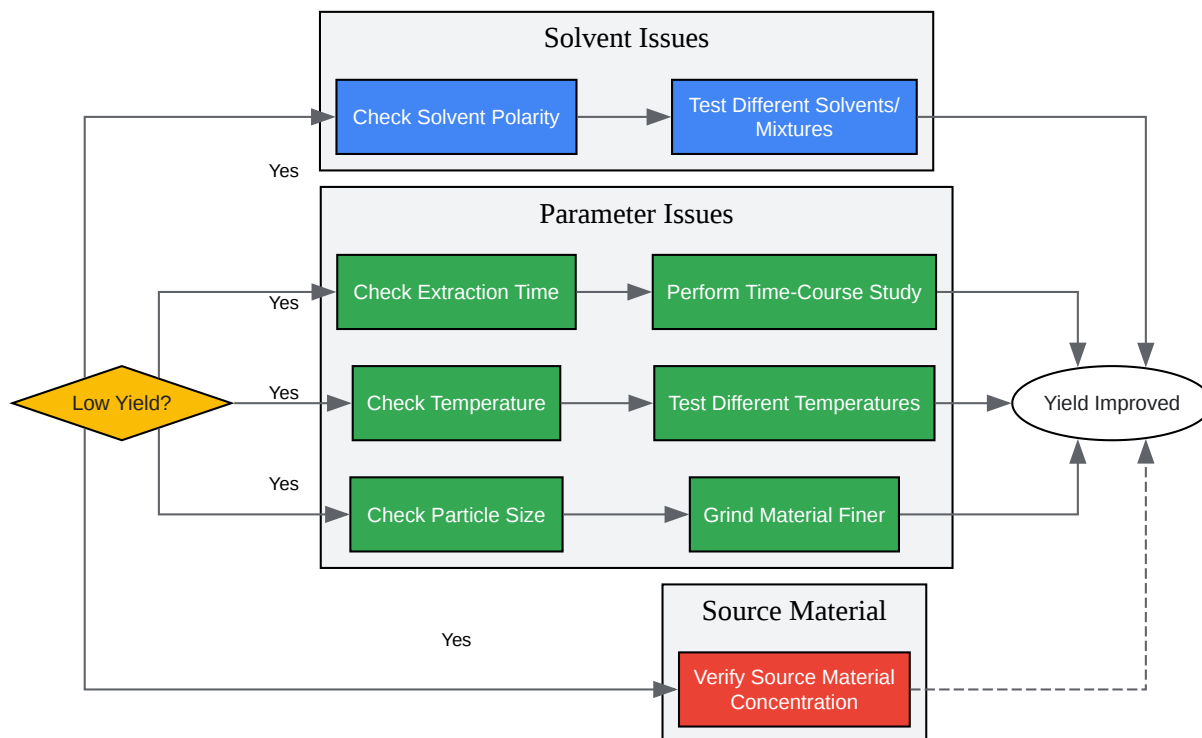 Solvent Issues
Check Solvent Polarity
Test Different Solvents/
Mixtures
Yes
Parameter Issues
Check Extraction Time
Perform Time-Course Study
Yes
Low Yield?
Yes
Check Temperature
Test Different Temperatures
Yield Improved
Yes
Check Particle Size
Grind Material Finer
Source Material
Yes
Verify Source Material
Concentration